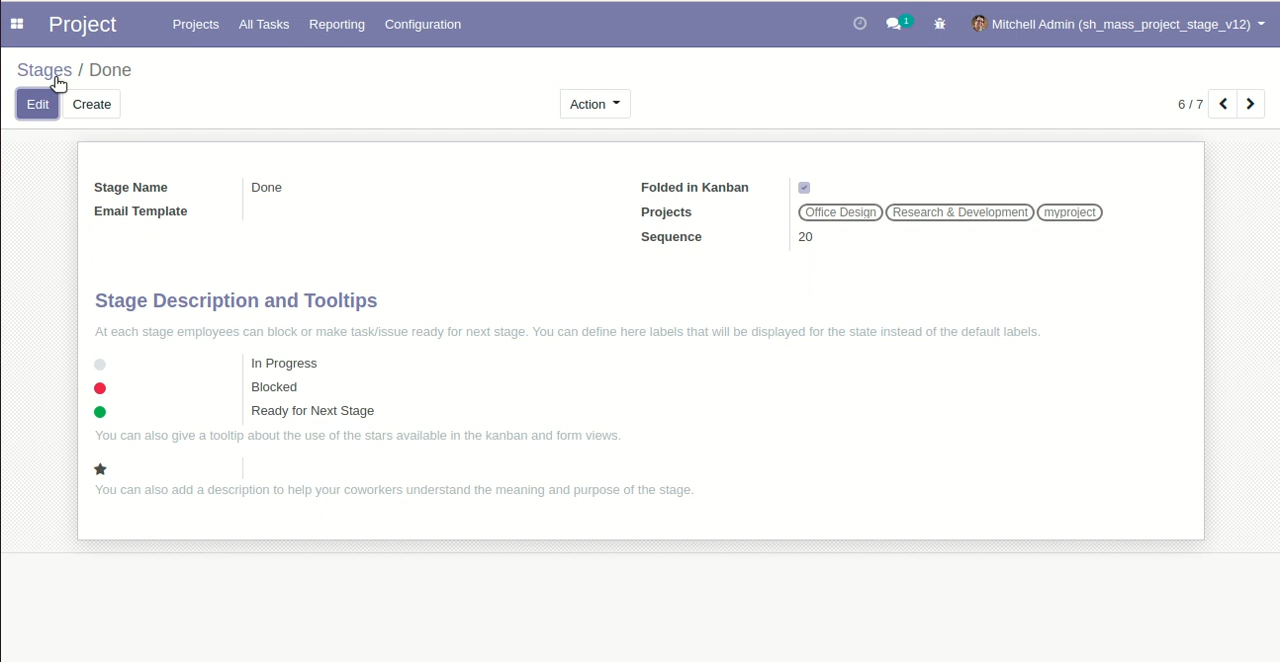 Project Projects All Tasks Reporting Configuration 1 Mitchell Admin (sh_mass_project_stage_v12)
Stages / Done
Edit Create Action 6 / 7
Stage Name Done
Email Template
Folded in Kanban
Projects Office Design Research & Development myproject
Sequence 20
Stage Description and Tooltips
At each stage employees can block or make task/issue ready for next stage. You can define here labels that will be displayed for the state instead of the default labels.
In Progress
Blocked
Ready for Next Stage
You can also give a tooltip about the use of the stars available in the kanban and form views.
You can also add a description to help your coworkers understand the meaning and purpose of the stage.